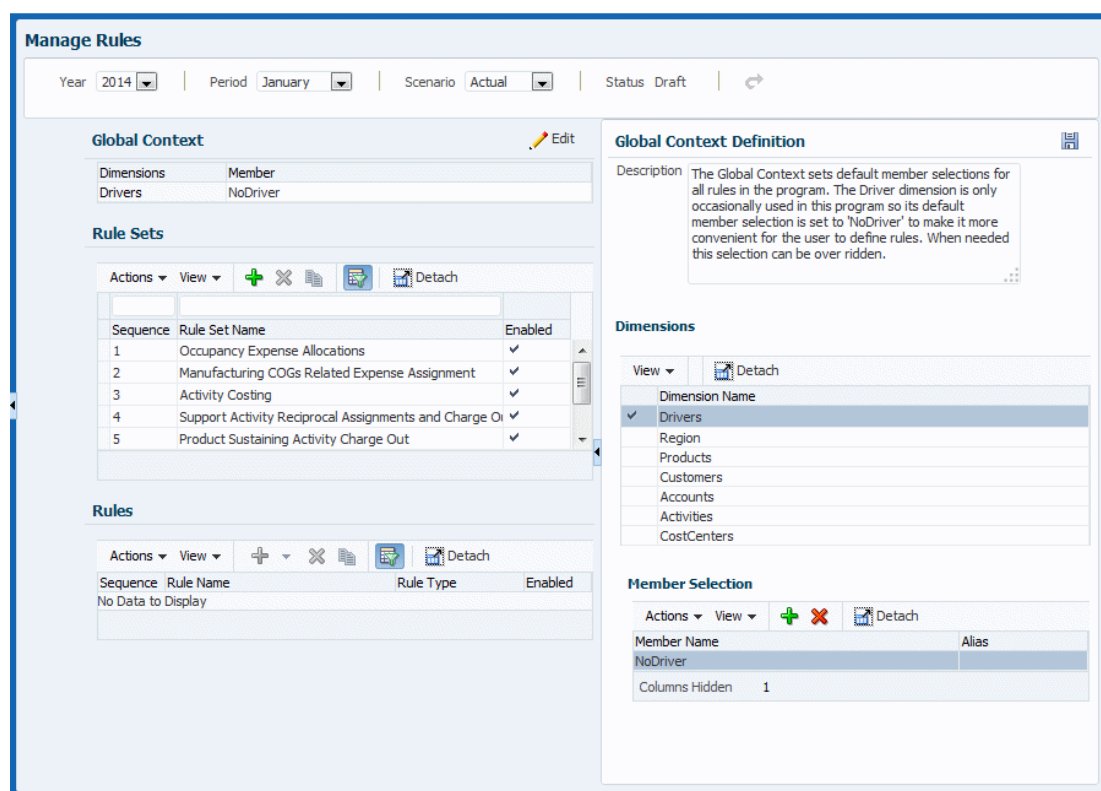 Manage Rules
Year 2014 Period January Scenario Actual Status Draft
Global Context Edit
Dimensions Member
Drivers NoDriver
Rule Sets
Actions View Detach
Sequence Rule Set Name Enabled
1 Occupancy Expense Allocations
2 Manufacturing COGs Related Expense Assignment
3 Activity Costing
4 Support Activity Reciprocal Assignments and Charge
5 Product Sustaining Activity Charge Out
Rules
Actions View Detach
Sequence Rule Name Rule Type Enabled
No Data to Display
Global Context Definition
Description The Global Context sets default member selections for
all rules in the program. The Driver dimension is only
occasionally used in this program so its default
member selection is set to 'NoDriver' to make it more
convenient for the user to define rules. When needed
this selection can be over ridden.
Dimensions
View Detach
Dimension Name
Drivers
Region
Products
Customers
Accounts
Activities
CostCenters
Member Selection
Actions View Detach
Member Name Alias
NoDriver
Columns Hidden 1